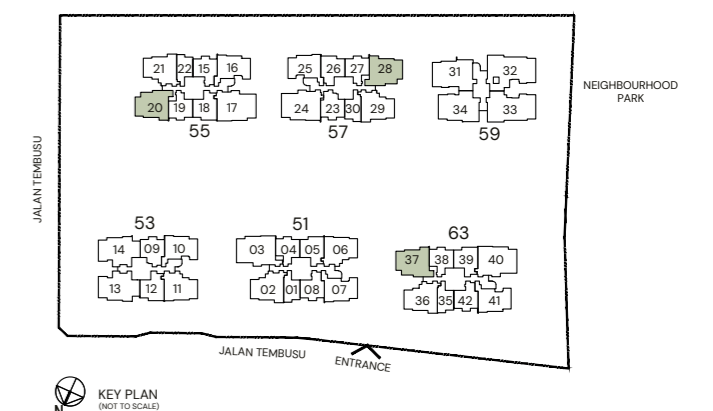 21 22 15 16
20 19 18 17
55
25 26 27 28
24 23 30 29
57
31 32
34 33
59
NEIGHBOURHOOD
PARK
JALAN TEMBUSU
53
14 09 10
13 12 11
51
03 04 05 06
02 01 08 07
63
37 38 39 40
36 35 42 41
JALAN TEMBUSU
ENTRANCE
N
KEY PLAN
(NOT TO SCALE)